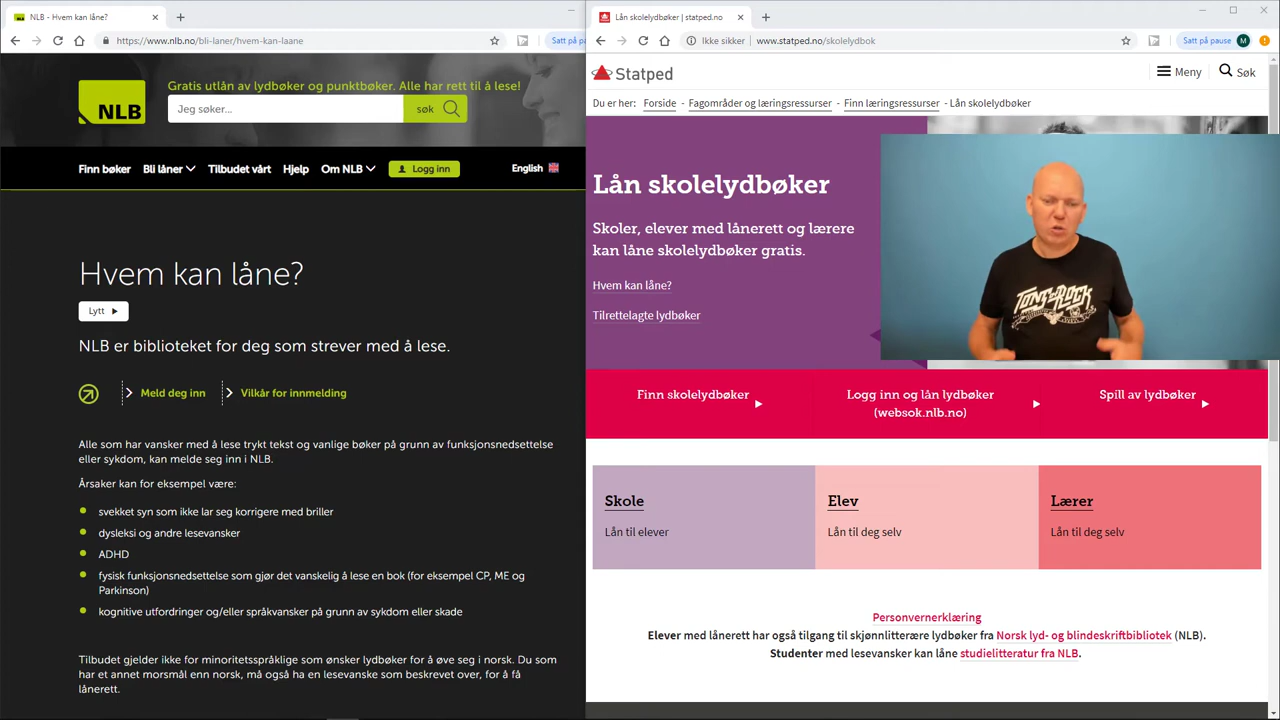 NLB - Hvem kan låne?
https://www.nlb.no/bli-laner/hvem-kan-laane
Satt på
NLB
Gratis utlån av lydbøker og punktbøker. Alle har rett til å lese!
Jeg søker...
søk
Finn bøker
Bli låner
Tilbudet vårt
Hjelp
Om NLB
Logg inn
English
Hvem kan låne?
Lytt
NLB er biblioteket for deg som strever med å lese.
Meld deg inn
Vilkår for innmelding
Alle som har vansker med å lese trykt tekst og vanlige bøker på grunn av funksjonsnedsettelse
eller sykdom, kan melde seg inn i NLB.
Årsaker kan for eksempel være:
svekket syn som ikke lar seg korrigere med briller
dysleksi og andre lesevansker
ADHD
fysisk funksjonsnedsettelse som gjør det vanskelig å lese en bok (for eksempel CP, ME og
Parkinson)
kognitive utfordringer og/eller språkvansker på grunn av sykdom eller skade
Tilbudet gjelder ikke for minoritetsspråklige som ønsker lydbøker for å øve seg i norsk. Du som
har et annet morsmål enn norsk, må også ha en lesevanske som beskrevet over, for å få
lånerett.
Lån skolelydbøker | statped.no
Ikke sikker
www.statped.no/skolelydbok
Satt på pause
M
Statped
Meny
Søk
Du er her: Forside - Fagområder og læringsressurser - Finn læringsressurser - Lån skolelydbøker
Lån skolelydbøker
Skoler, elever med lånerett og lærere
kan låne skolelydbøker gratis.
Hvem kan låne?
Tilrettelagte lydbøker
Finn skolelydbøker
Logg inn og lån lydbøker
(websok.nlb.no)
Spill av lydbøker
Skole
Lån til elever
Elev
Lån til deg selv
Lærer
Lån til deg selv
Personvernerklæring
Elever med lånerett har også tilgang til skjønnlitterære lydbøker fra Norsk lyd- og blindeskriftbibliotek (NLB).
Studenter med lesevansker kan låne studielitteratur fra NLB.